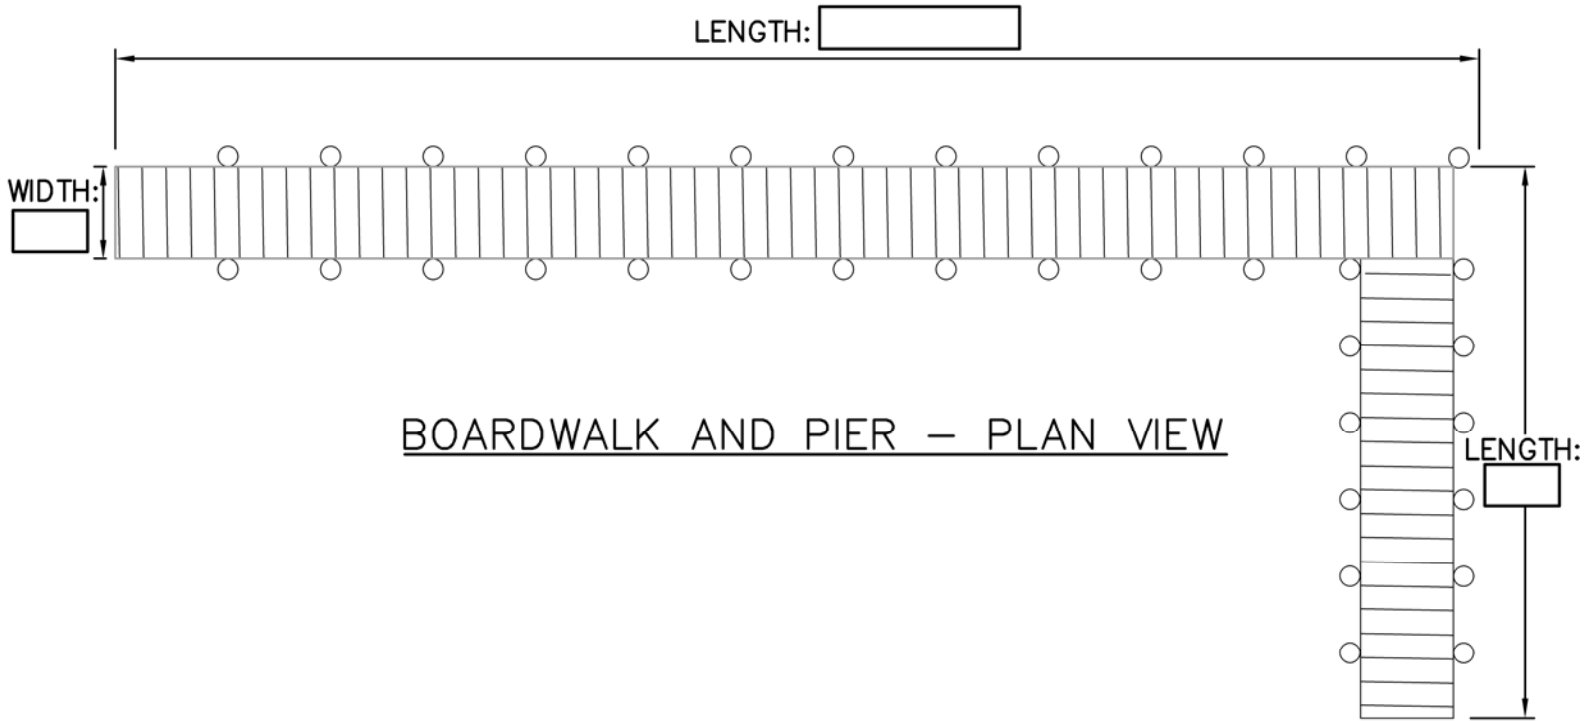 LENGTH:
WIDTH:
BOARDWALK AND PIER – PLAN VIEW
LENGTH: